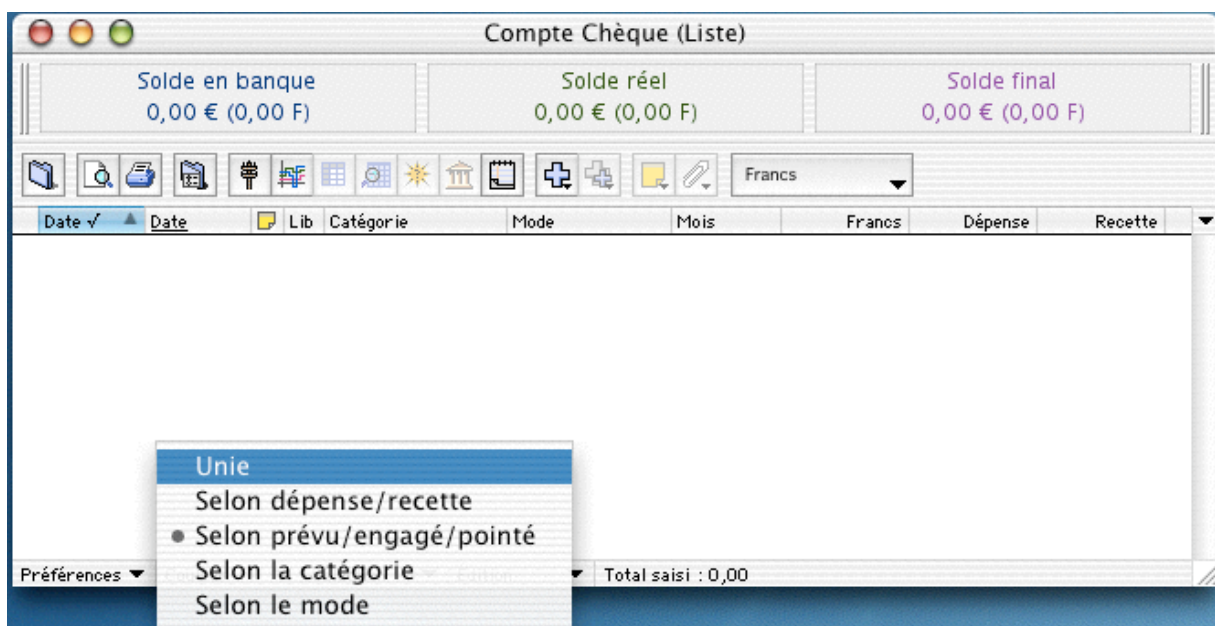 Compte Chèque (Liste)
Solde en banque Solde réel Solde final
0,00 € (0,00 F) 0,00 € (0,00 F) 0,00 € (0,00 F)
Francs
Date √ Date Lib Catégorie Mode Mois Francs Dépense Recette
Unie
Selon dépense/recette
Selon prévu/engagé/pointé
Selon la catégorie
Selon le mode
Préférences Total saisi : 0,00